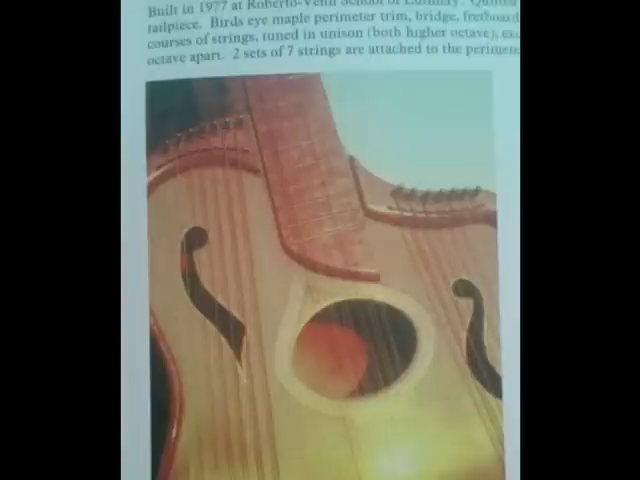 Built in 1977 at Roberto-Venn School of Luthiery.
tailpiece. Birds eye maple perimeter trim, bridge, fretboard
courses of strings, tuned in unison (both higher octave),
octave apart. 2 sets of 7 strings are attached to the